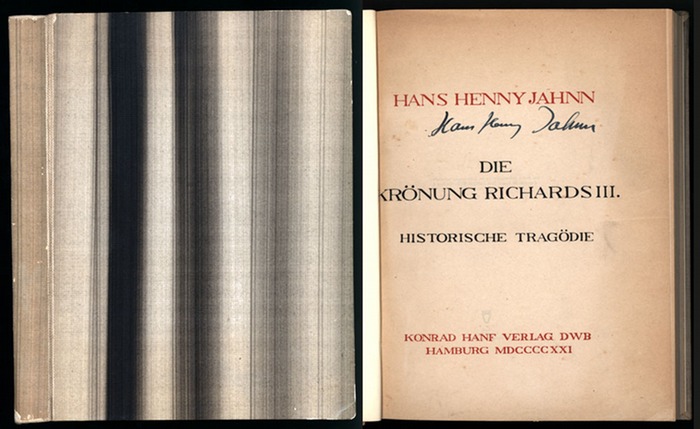 HANS HENNY JAHNN
Hans Henny Jahnn
DIE
KRÖNUNG RICHARDS III.
HISTORISCHE TRAGÖDIE
KONRAD HANF VERLAG DWB
HAMBURG MDCCCCXXI